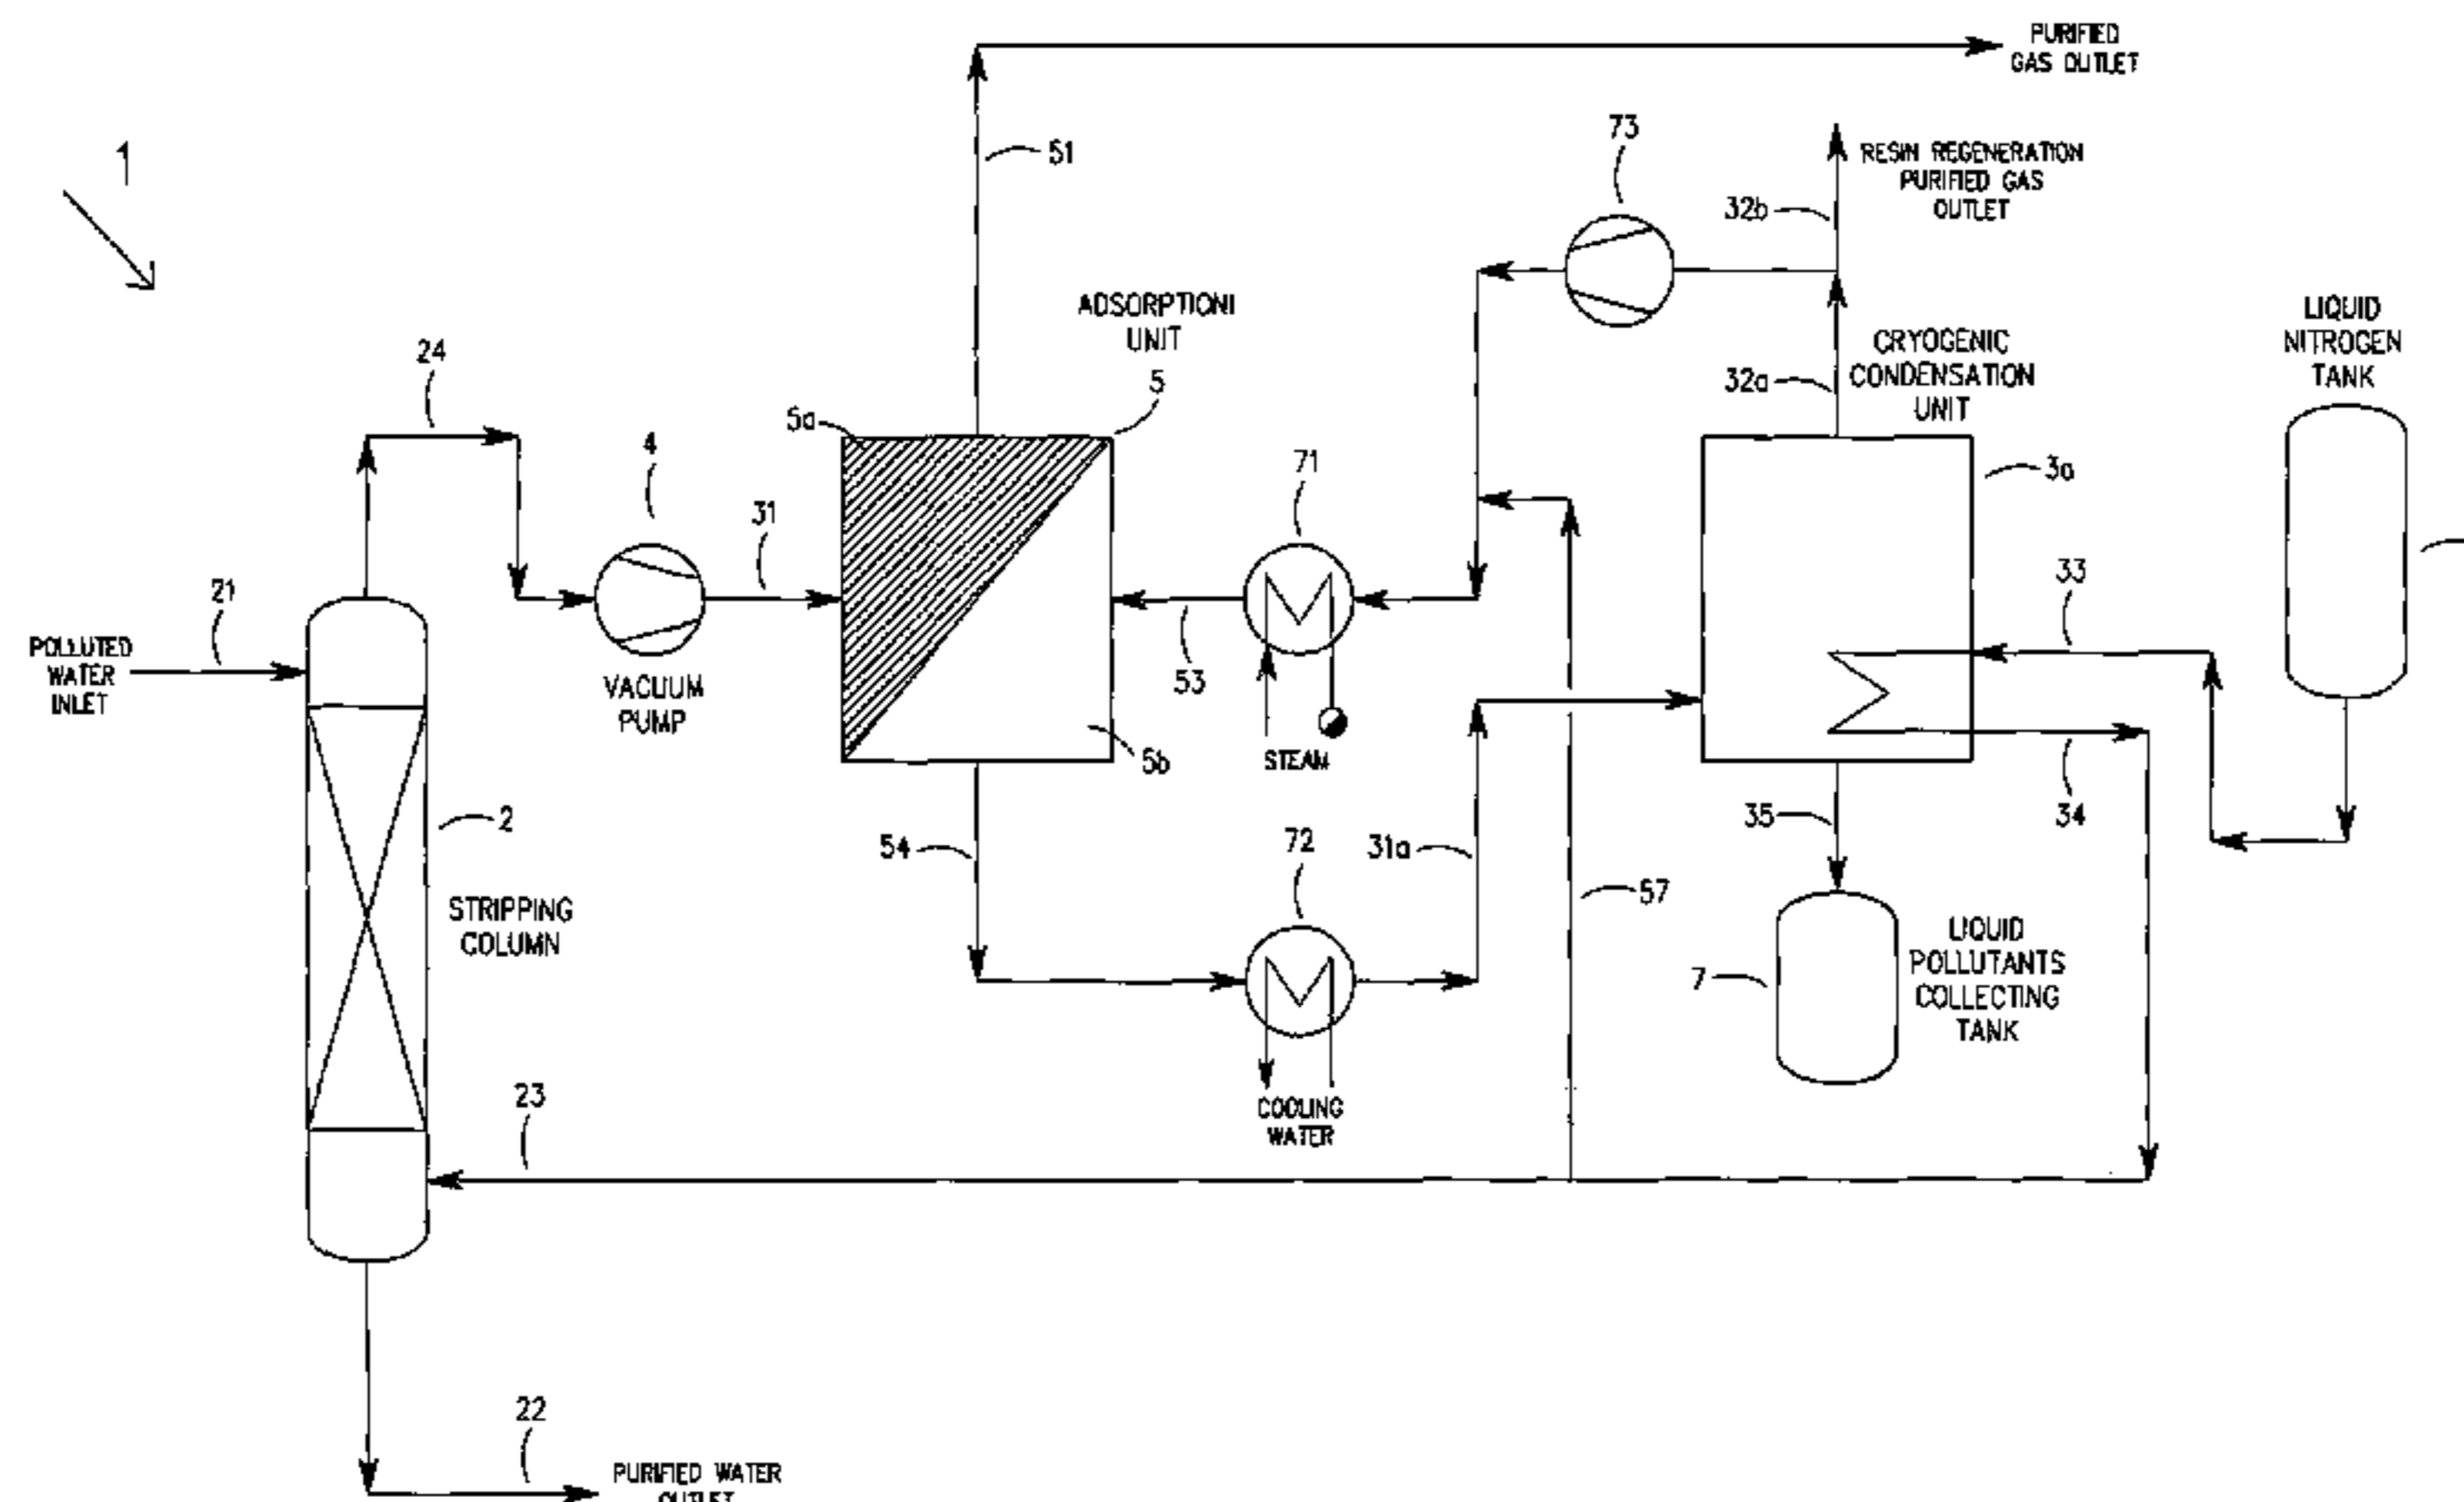 PURIFIED
GAS OUTLET
1
73
RESIN REGENERATION
PURIFIED GAS
OUTLET
51
32b
ADSORPTIONI
UNIT
5
LIQUID
NITROGEN
TANK
24
CRYOGENIC
CONDENSATION
UNIT
32a
5a
4
71
3a
31
21
33
POLLUTED
WATER
INLET
VACUUM
PUMP
53
5b
STEAM
2
54
72
31a
35
34
57
STRIPPING
COLUMN
LIQUID
POLLUTANTS
COLLECTING
TANK
7
23
COOLING
WATER
22
PURIFIED WATER
OUTLET